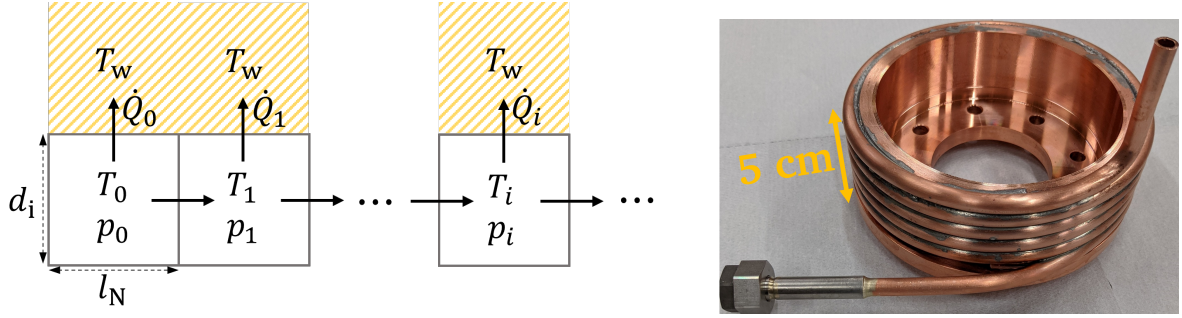 T_w T_w T_w
Q̇_0 Q̇_1 Q̇_i
d_i T_0 T_1 ... T_i ...
p_0 p_1 p_i
l_N
5 cm